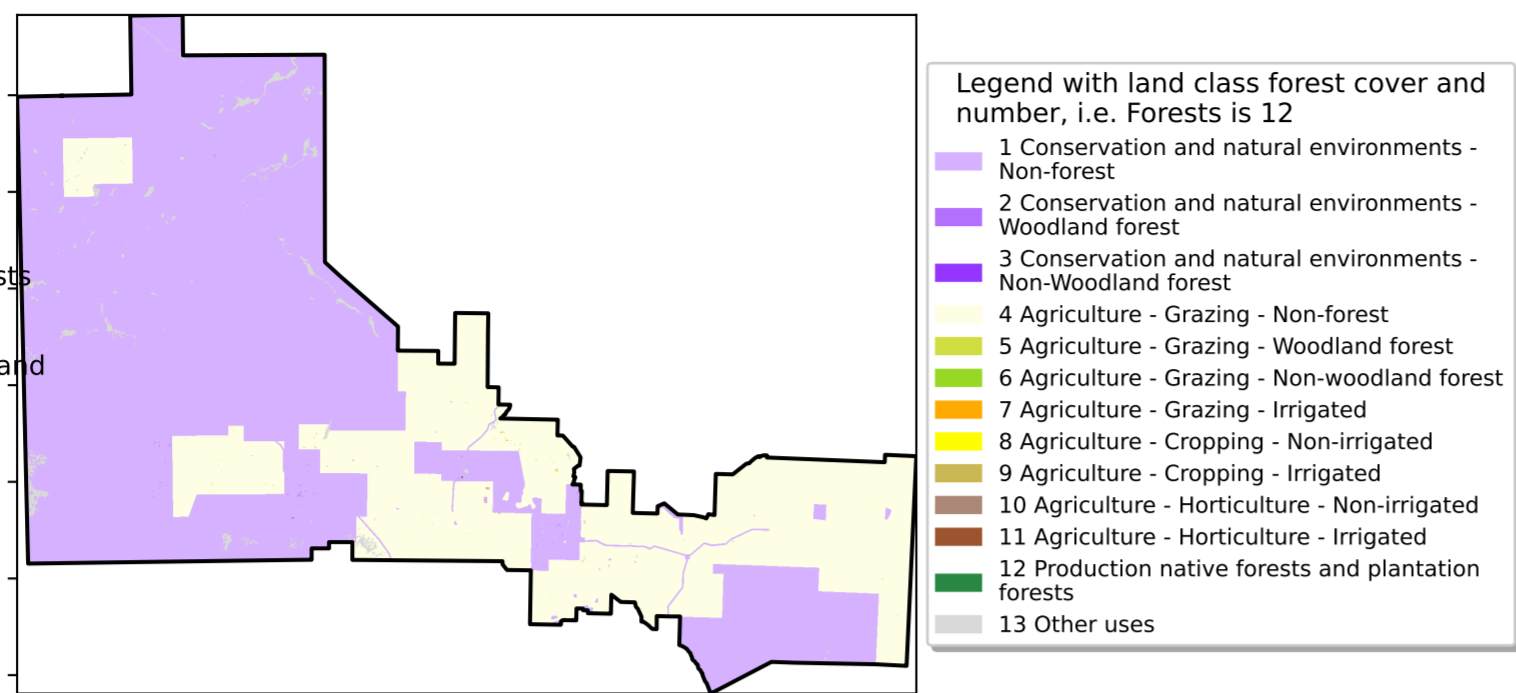 Legend with land class forest cover and
number, i.e. Forests is 12
1 Conservation and natural environments -
Non-forest
2 Conservation and natural environments -
Woodland forest
3 Conservation and natural environments -
Non-Woodland forest
4 Agriculture - Grazing - Non-forest
5 Agriculture - Grazing - Woodland forest
6 Agriculture - Grazing - Non-woodland forest
7 Agriculture - Grazing - Irrigated
8 Agriculture - Cropping - Non-irrigated
9 Agriculture - Cropping - Irrigated
10 Agriculture - Horticulture - Non-irrigated
11 Agriculture - Horticulture - Irrigated
12 Production native forests and plantation
forests
13 Other uses
sts
and